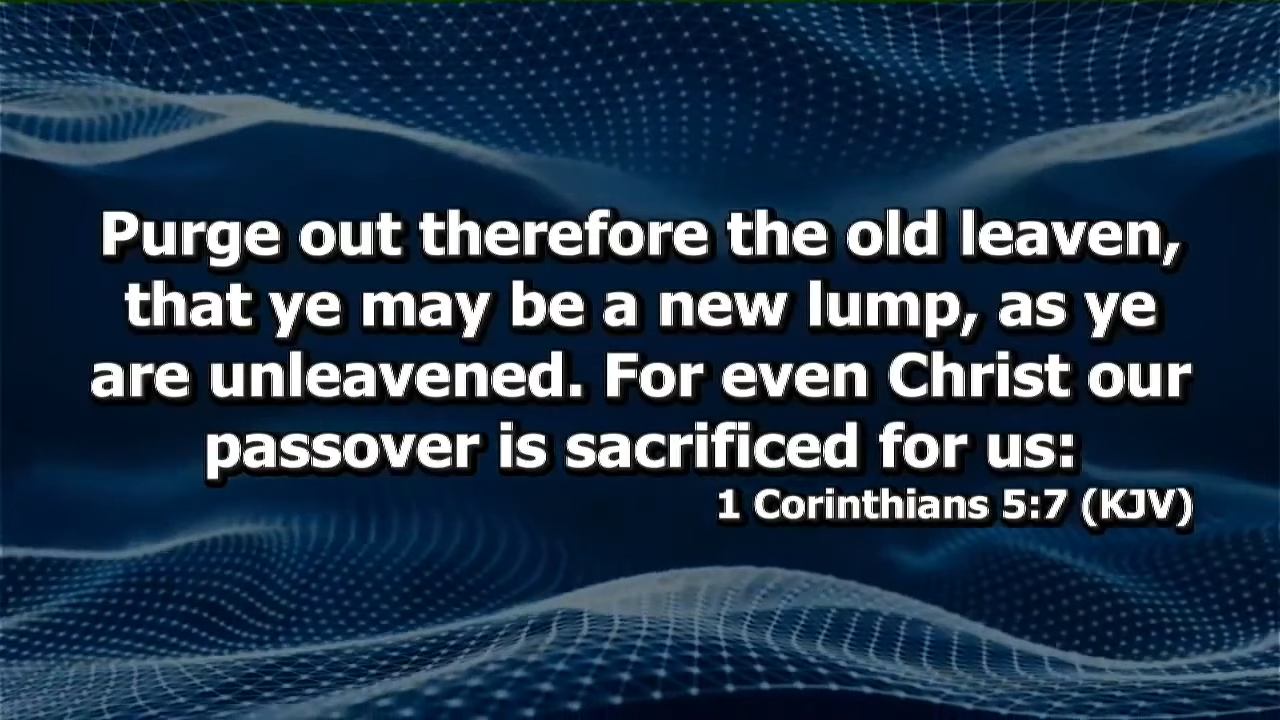 Purge out therefore the old leaven,
that ye may be a new lump, as ye
are unleavened. For even Christ our
passover is sacrificed for us:
1 Corinthians 5:7 (KJV)